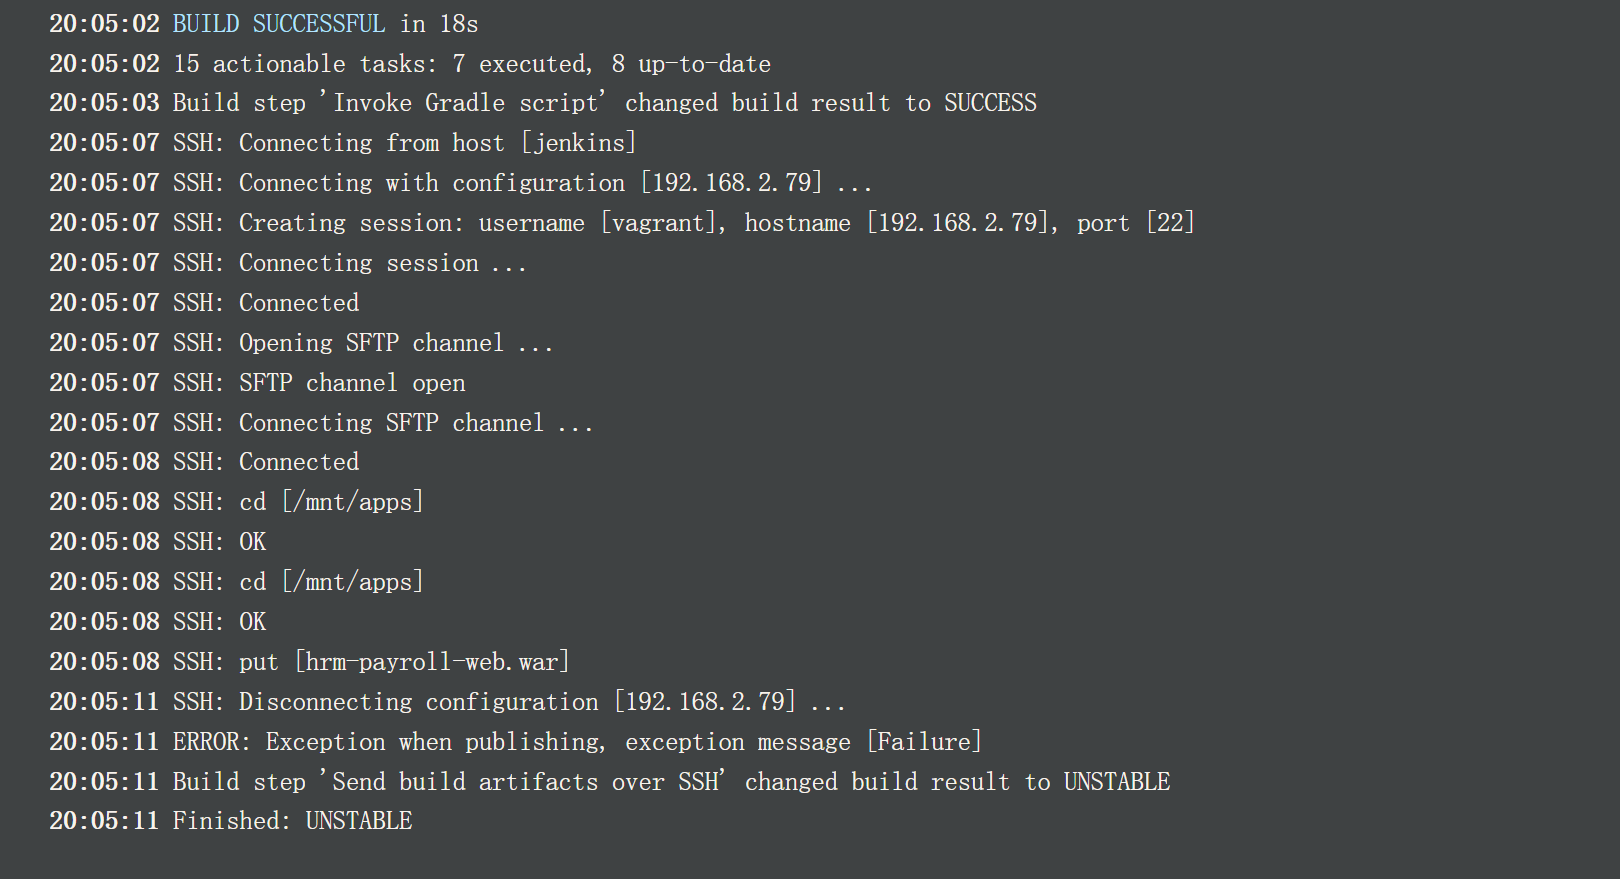 20:05:02 BUILD SUCCESSFUL in 18s
20:05:02 15 actionable tasks: 7 executed, 8 up-to-date
20:05:03 Build step 'Invoke Gradle script' changed build result to SUCCESS
20:05:07 SSH: Connecting from host [jenkins]
20:05:07 SSH: Connecting with configuration [192.168.2.79] ...
20:05:07 SSH: Creating session: username [vagrant], hostname [192.168.2.79], port [22]
20:05:07 SSH: Connecting session ...
20:05:07 SSH: Connected
20:05:07 SSH: Opening SFTP channel ...
20:05:07 SSH: SFTP channel open
20:05:07 SSH: Connecting SFTP channel ...
20:05:08 SSH: Connected
20:05:08 SSH: cd [/mnt/apps]
20:05:08 SSH: OK
20:05:08 SSH: cd [/mnt/apps]
20:05:08 SSH: OK
20:05:08 SSH: put [hrm-payroll-web.war]
20:05:11 SSH: Disconnecting configuration [192.168.2.79] ...
20:05:11 ERROR: Exception when publishing, exception message [Failure]
20:05:11 Build step 'Send build artifacts over SSH' changed build result to UNSTABLE
20:05:11 Finished: UNSTABLE